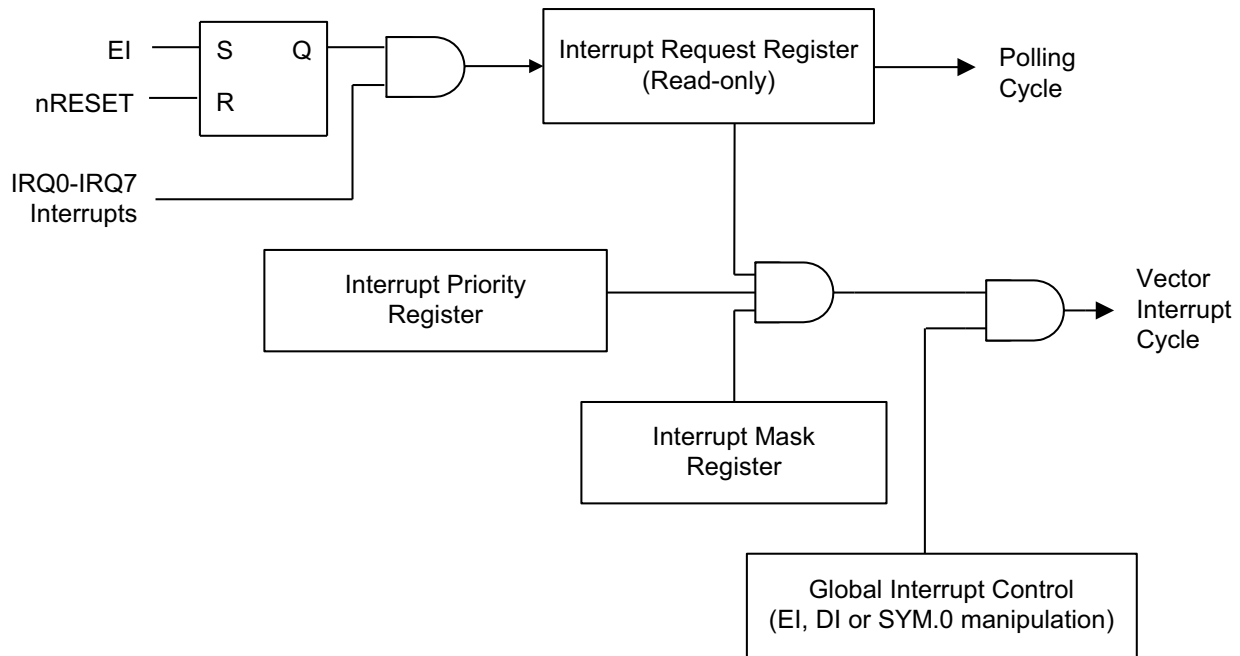 EI
S
Q
nRESET
R
IRQ0-IRQ7
Interrupts
Interrupt Request Register
(Read-only)
Polling
Cycle
Interrupt Priority
Register
Vector
Interrupt
Cycle
Interrupt Mask
Register
Global Interrupt Control
(EI, DI or SYM.0 manipulation)